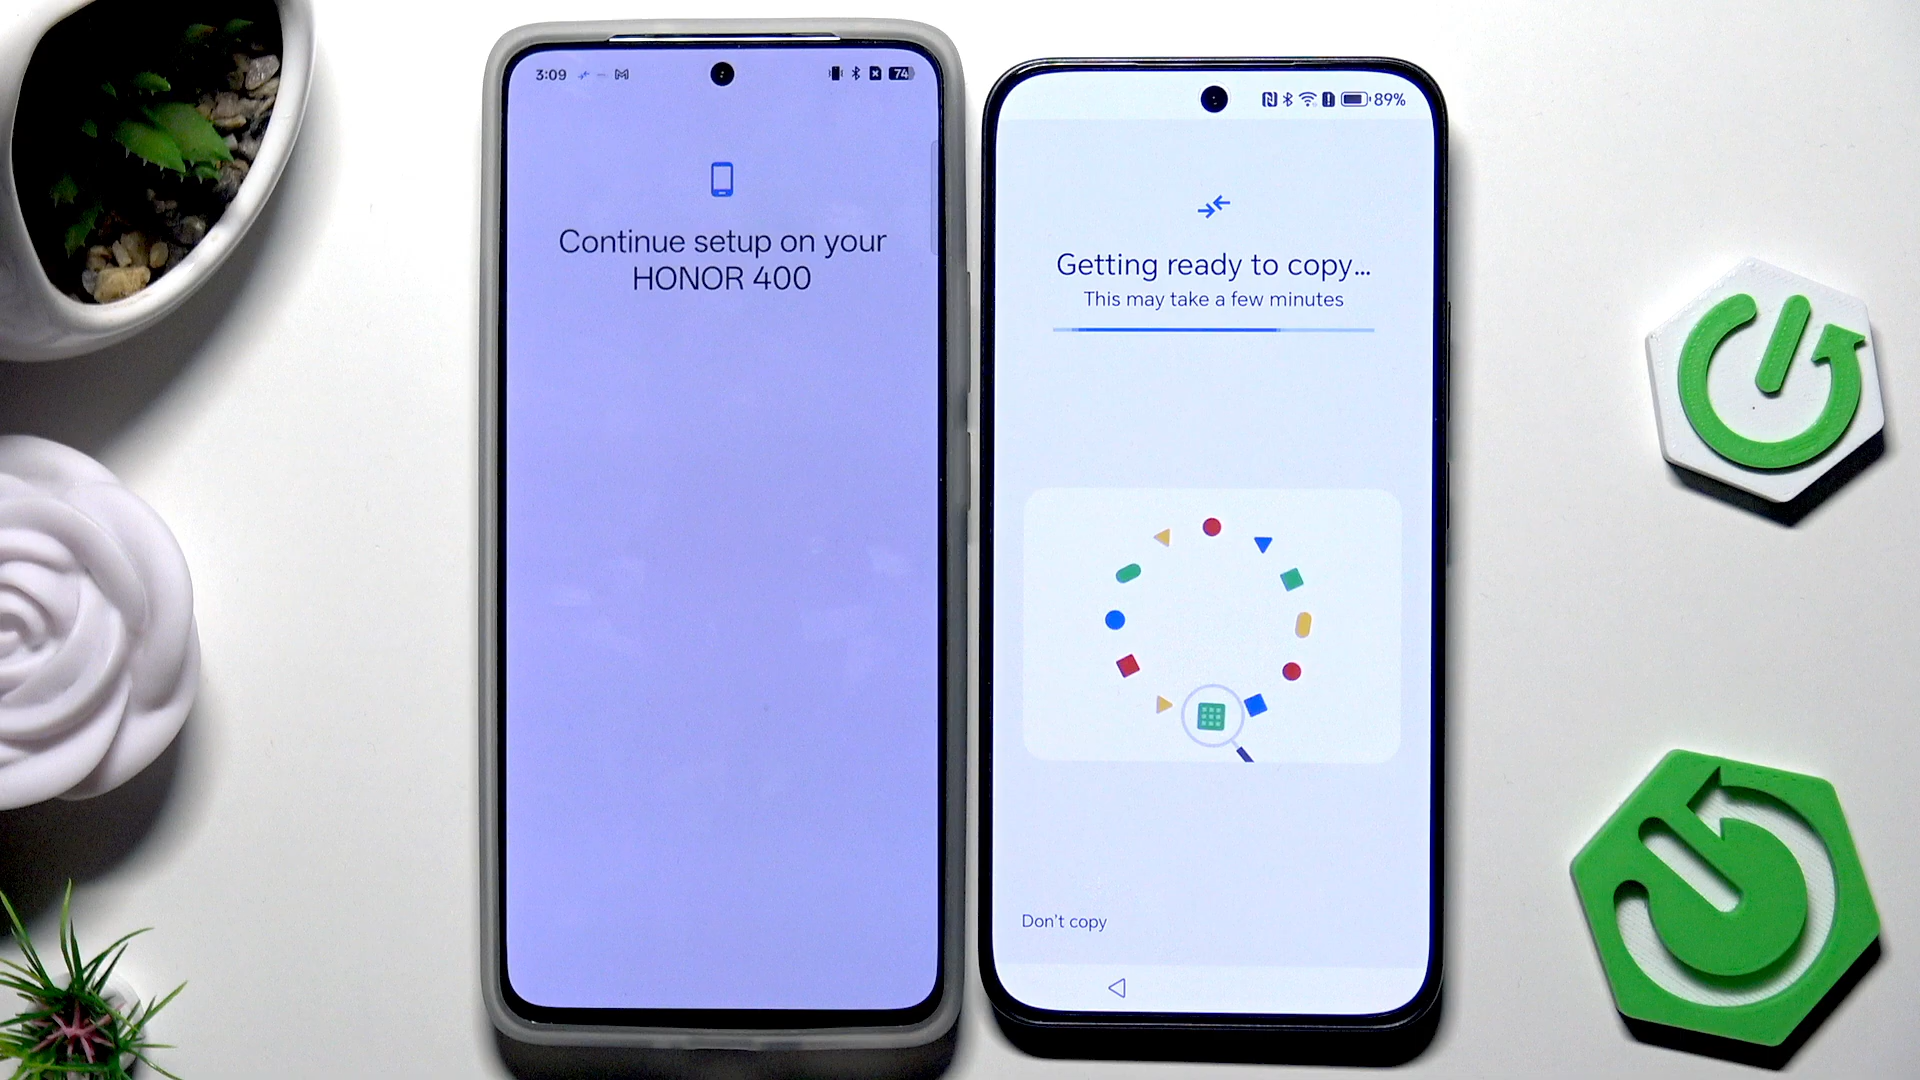 3:09
74
Continue setup on your
HONOR 400
89%
Getting ready to copy...
This may take a few minutes
Don't copy